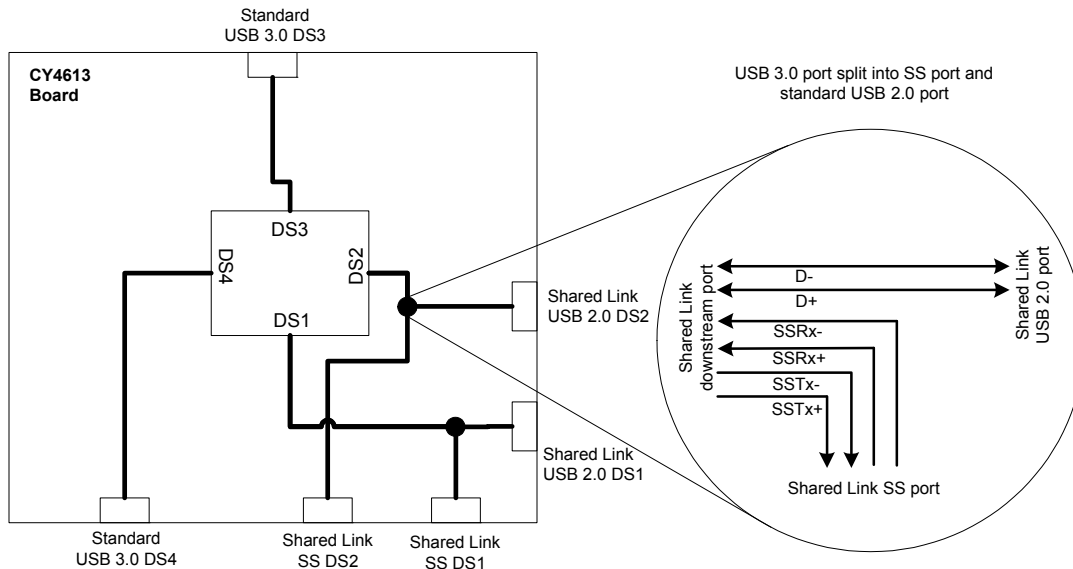 Standard
USB 3.0 DS3
CY4613
Board
DS3
DS4
DS2
DS1
Shared Link
USB 2.0 DS2
Shared Link
USB 2.0 DS1
Standard
USB 3.0 DS4
Shared Link
SS DS2
Shared Link
SS DS1
USB 3.0 port split into SS port and
standard USB 2.0 port
Shared Link
downstream port
D-
D+
SSRx-
SSRx+
SSTx-
SSTx+
Shared Link
USB 2.0 port
Shared Link SS port